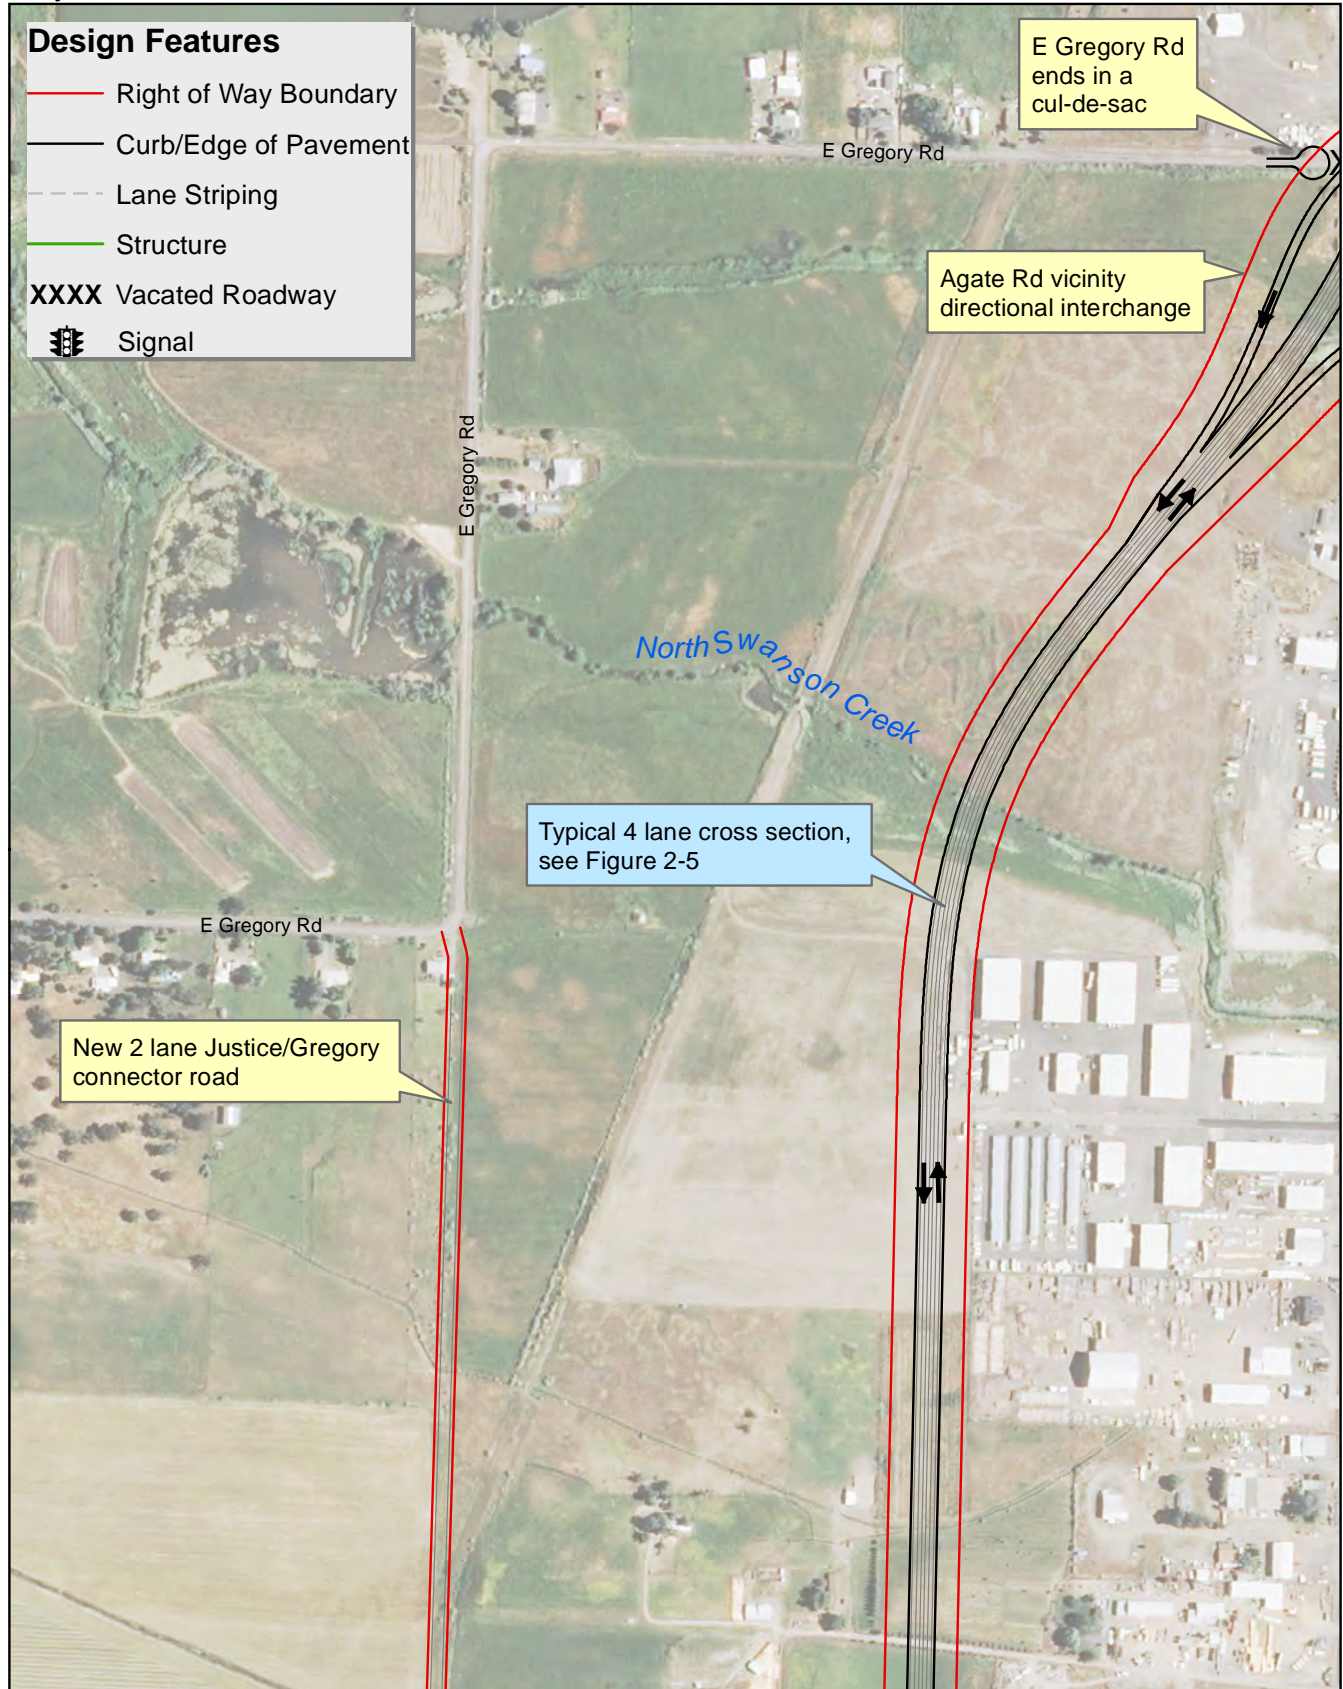 Design Features
Right of Way Boundary
Curb/Edge of Pavement
Lane Striping
Structure
XXXX Vacated Roadway
Signal
E Gregory Rd
ends in a
cul-de-sac
E Gregory Rd
Agate Rd vicinity
directional interchange
E Gregory Rd
North Swanson Creek
Typical 4 lane cross section,
see Figure 2-5
E Gregory Rd
New 2 lane Justice/Gregory
connector road